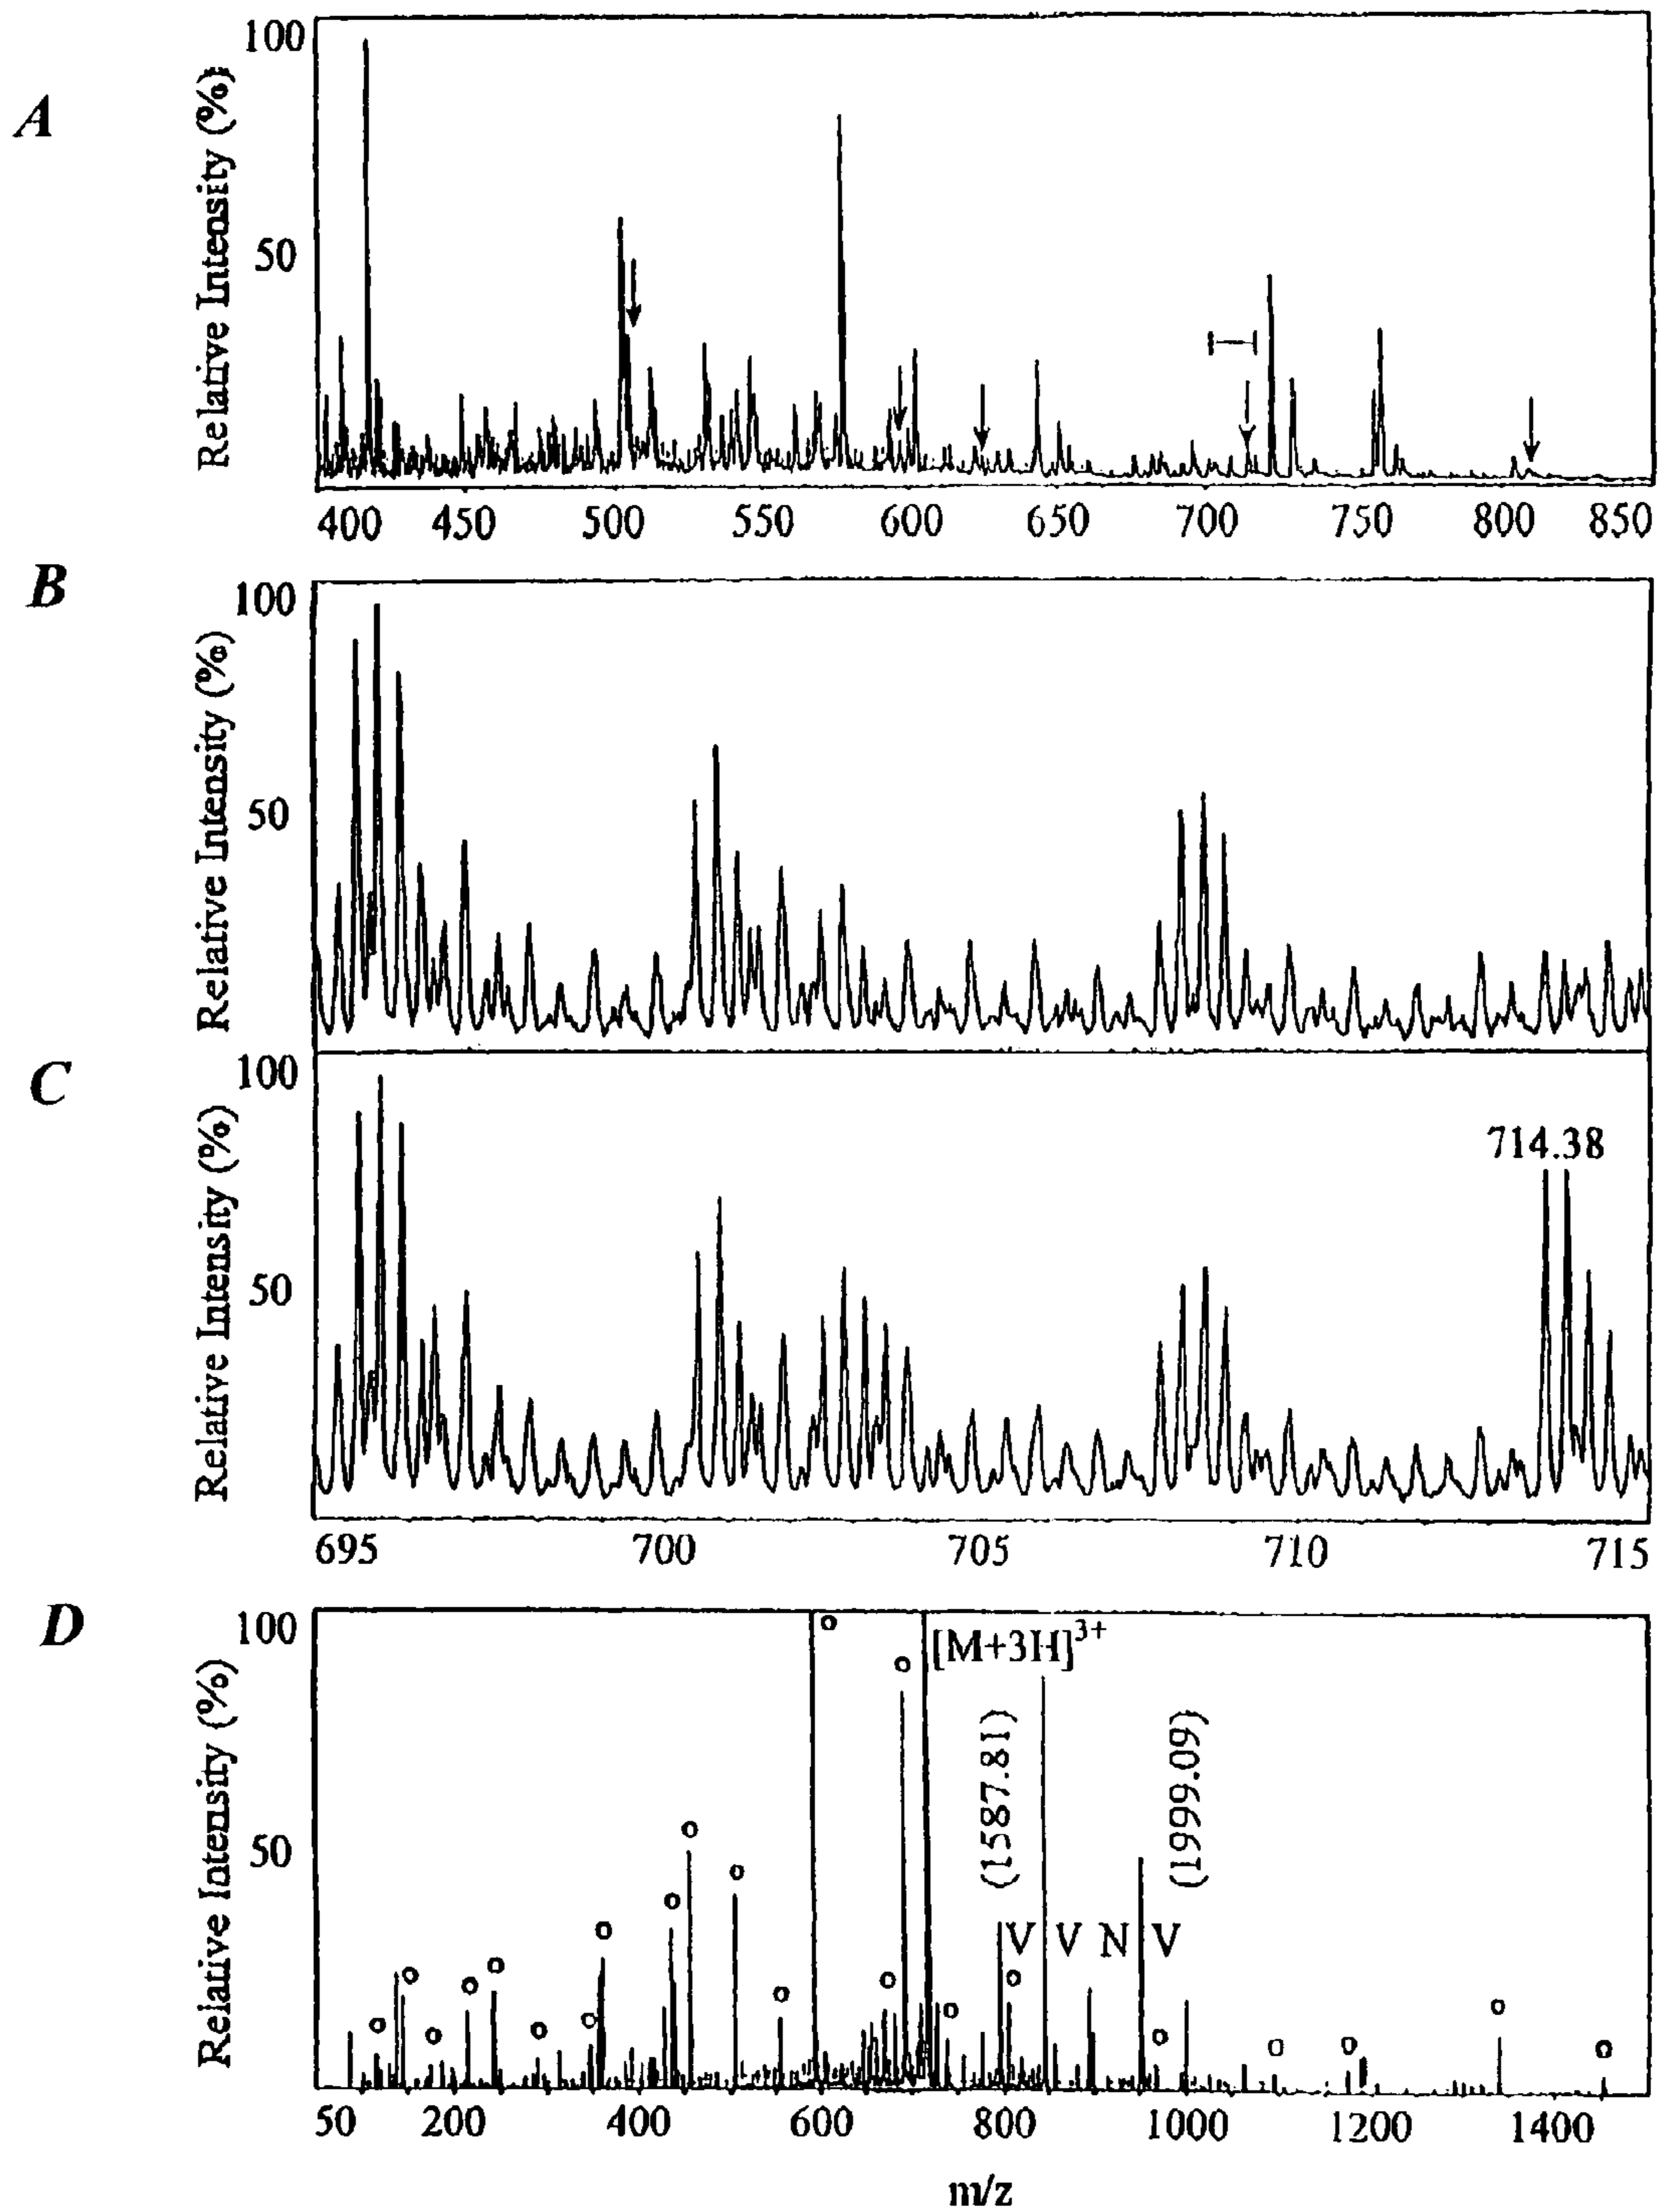 A
Relative Intensity (%)
100
50
400 450 500 550 600 650 700 750 800 850
B
Relative Intensity (%)
100
50
C
Relative Intensity (%)
100
50
714.38
695 700 705 710 715
D
Relative Intensity (%)
100
50
[M+3H]3+
(1587.81)
(1999.09)
V V N V
50 200 400 600 800 1000 1200 1400
m/z